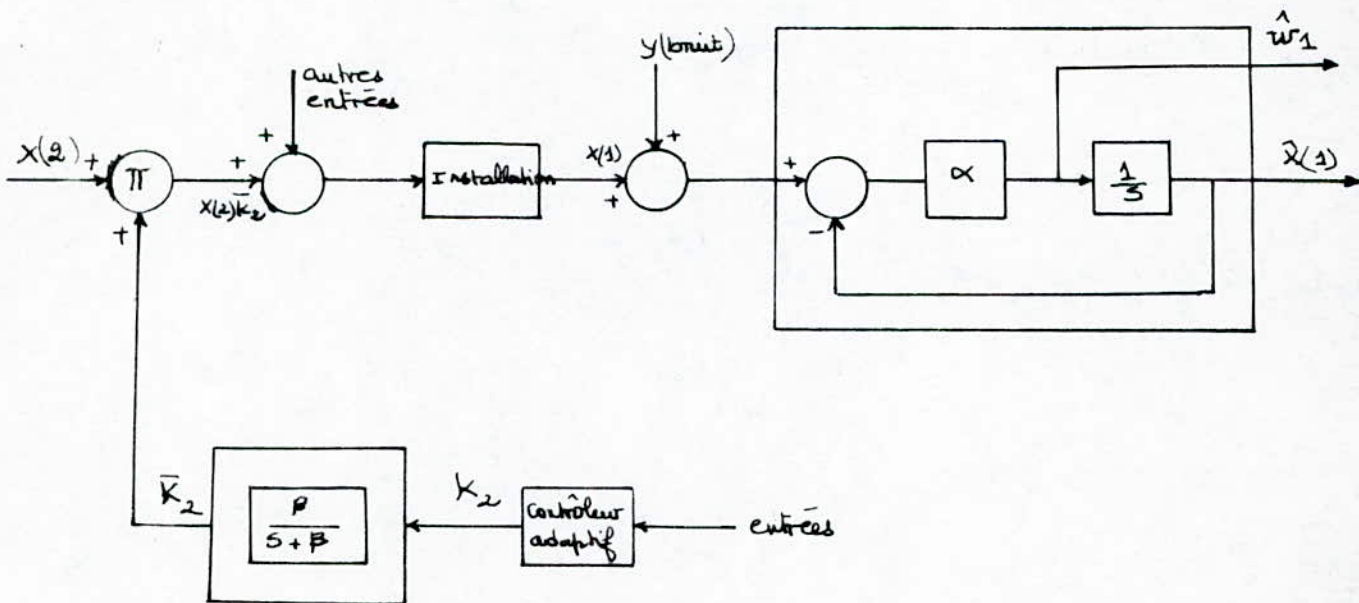 ŵ₁
y(bruit)
autres
entrées
+
+
X(2)
+
π
+
X(2)K̄₂
Installation
X(1)
+
+
-
α
1
S
X̂(1)
+
K̄₂
β
S + β
K₂
contrôleur
adaptif
entrées